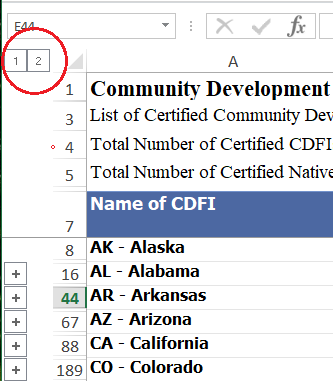 E44
fx
1 2
A
1 Community Development
3 List of Certified Community Dev
4 Total Number of Certified CDFI
5 Total Number of Certified Native
7 Name of CDFI
8 AK - Alaska
+ 16 AL - Alabama
+ 44 AR - Arkansas
+ 67 AZ - Arizona
+ 88 CA - California
+ 189 CO - Colorado